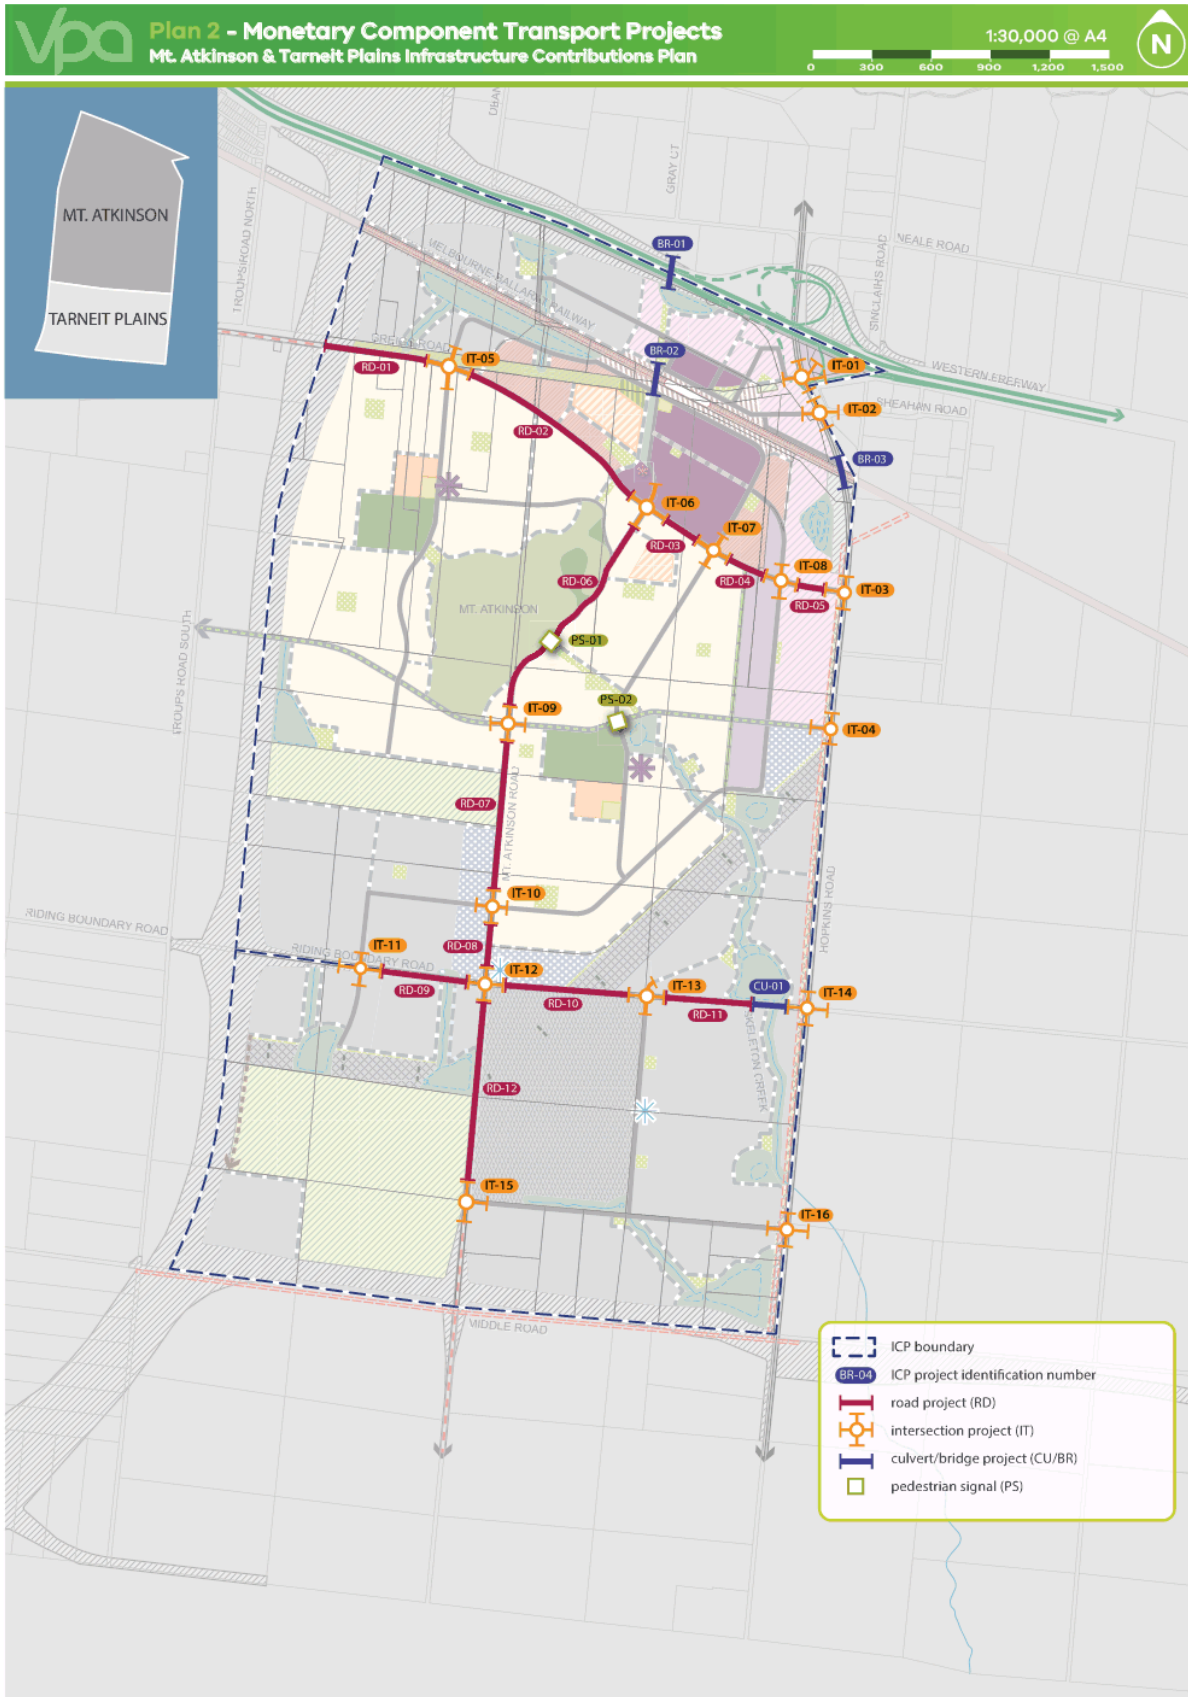 vpa
Plan 2 - Monetary Component Transport Projects
Mt. Atkinson & Tarneit Plains Infrastructure Contributions Plan
1:30,000 @ A4
0 300 600 900 1,200 1,500
N
MT. ATKINSON
TARNEIT PLAINS
TROUPS ROAD NORTH
GRAY CT
NEALE ROAD
SINCLAIRS ROAD
MELBOURNE-BALLARAT RAILWAY
BR-01
WESTERN FREEWAY
SHEAHAN ROAD
BR-02
IT-01
IT-02
BR-03
RD-01
IT-05
RD-02
IT-06
IT-07
RD-03
RD-04
IT-08
RD-05
IT-03
RD-06
MT. ATKINSON
PS-01
PS-02
TROUPS ROAD SOUTH
IT-09
IT-04
RD-07
MT. ATKINSON ROAD
IT-10
HOPKINS ROAD
RIDING BOUNDARY ROAD
RIDING BOUNDARY ROAD
IT-11
RD-08
IT-12
RD-09
RD-10
IT-13
RD-11
CU-01
IT-14
SKELETON CREEK
RD-12
IT-15
IT-16
MIDDLE ROAD
ICP boundary
BR-04 ICP project identification number
road project (RD)
intersection project (IT)
culvert/bridge project (CU/BR)
pedestrian signal (PS)